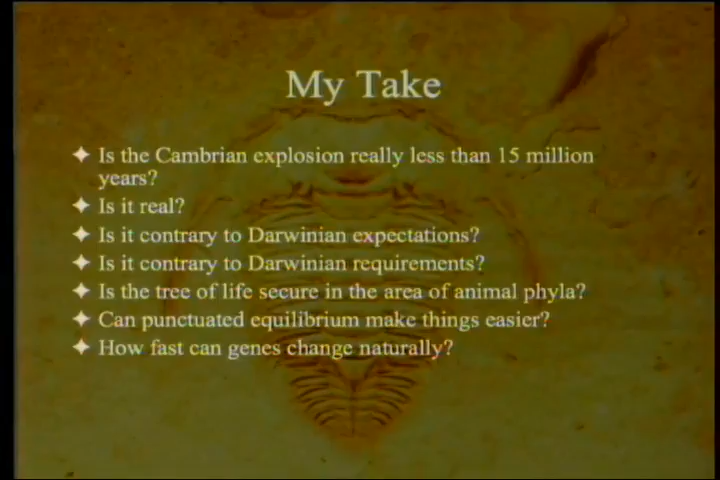 My Take
Is the Cambrian explosion really less than 15 million
years?
Is it real?
Is it contrary to Darwinian expectations?
Is it contrary to Darwinian requirements?
Is the tree of life secure in the area of animal phyla?
Can punctuated equilibrium make things easier?
How fast can genes change naturally?